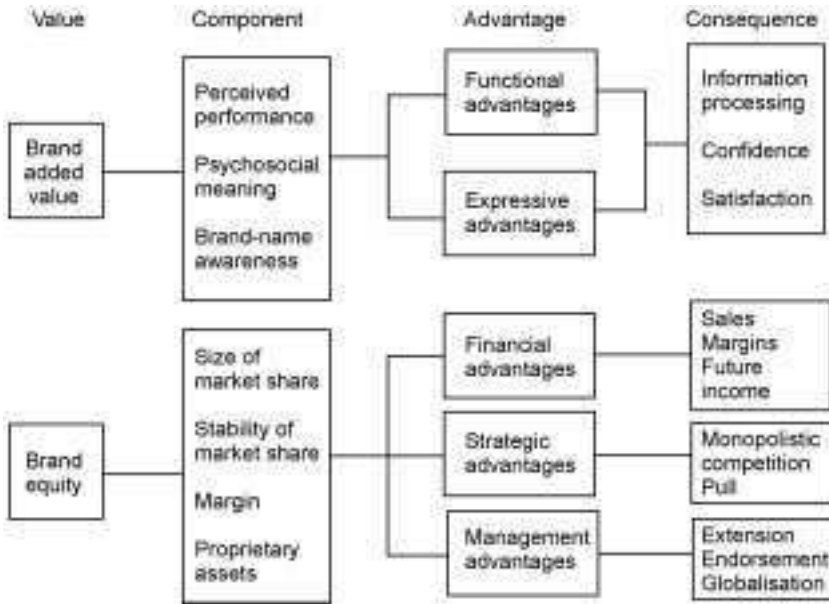 Value
Component
Advantage
Consequence
Brand
added
value
Perceived
performance
Psychosocial
meaning
Brand-name
awareness
Functional
advantages
Expressive
advantages
Information
processing
Confidence
Satisfaction
Brand
equity
Size of
market share
Stability of
market share
Margin
Proprietary
assets
Financial
advantages
Strategic
advantages
Management
advantages
Sales
Margins
Future
income
Monopolistic
competition
Pull
Extension
Endorsement
Globalisation